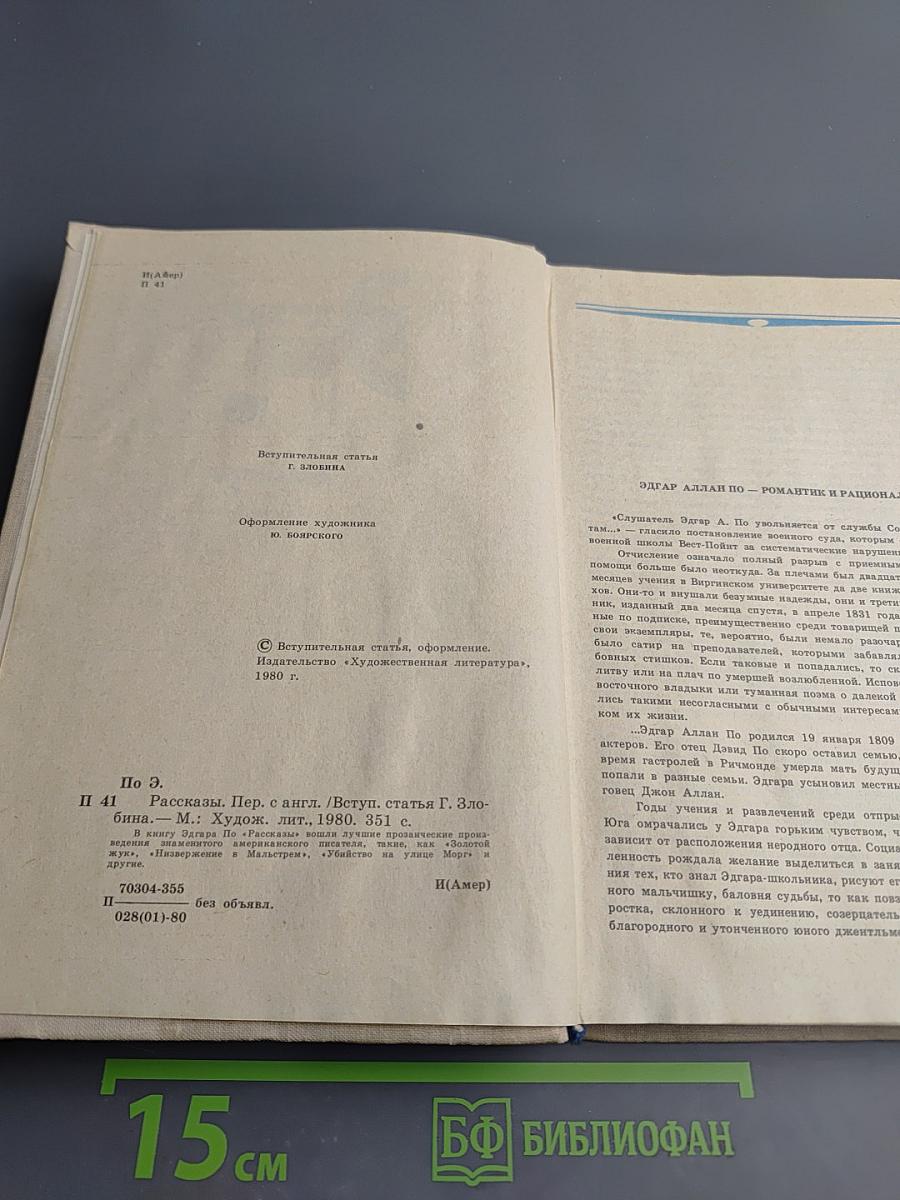 И(Амер)
П 41
Вступительная статья
Г. ЗЛОБИНА
Оформление художника
Ю. БОЯРСКОГО
© Вступительная статья, оформление.
Издательство «Художественная литература»,
1980 г.
По Э.
П 41 Рассказы. Пер. с англ. /Вступ. статья Г. Зло-
бина.— М.: Худож. лит., 1980. 351 с.
В книгу Эдгара По «Рассказы» вошли лучшие прозаические произ-
ведения знаменитого американского писателя, такие, как «Золотой
жук», «Низвержение в Мальстрем», «Убийство на улице Морг» и
другие.
70304-355
П——— без объявл.
028(01)-80
И(Амер)
ЭДГАР АЛЛАН ПО — РОМАНТИК И РАЦИОНАЛ
«Слушатель Эдгар А. По увольняется от службы Со
там...» — гласило постановление военного суда, которым
военной школы Вест-Пойнт за систематические нарушен
Отчисление означало полный разрыв с приемным
помощи больше было неоткуда. За плечами был двадцат
месяцев учения в Виргинском университете да две книж
хов. Они-то и внушали безумные надежды, они и трети
ник, изданный два месяца спустя, в апреле 1831 года
ные по подписке, преимущественно среди товарищей п
свои экземпляры, те, вероятно, были немало разочар
было сатир на преподавателей, которыми забавлял
бовных стишков. Если таковые и попадались, то ск
литву или на плач по умершей возлюбленной. Испов
восточного владыки или туманная поэма о далекой
лись такими несогласными с обычными интересам
ком их жизни.
...Эдгар Аллан По родился 19 января 1809
актеров. Его отец Дэвид По скоро оставил семью,
время гастролей в Ричмонде умерла мать будущ
попали в разные семьи. Эдгара усыновил местны
говец Джон Аллан.
Годы учения и развлечений среди отпры
Юга омрачались у Эдгара горьким чувством, ч
зависит от расположения неродного отца. Социа
ленность рождала желание выделиться в заня
ния тех, кто знал Эдгара-школьника, рисуют ег
ного мальчишку, баловня судьбы, то как повз
ростка, склонного к уединению, созерцатель
благородного и утонченного юного джентльме
15 см
БФ БИБЛИОФАН